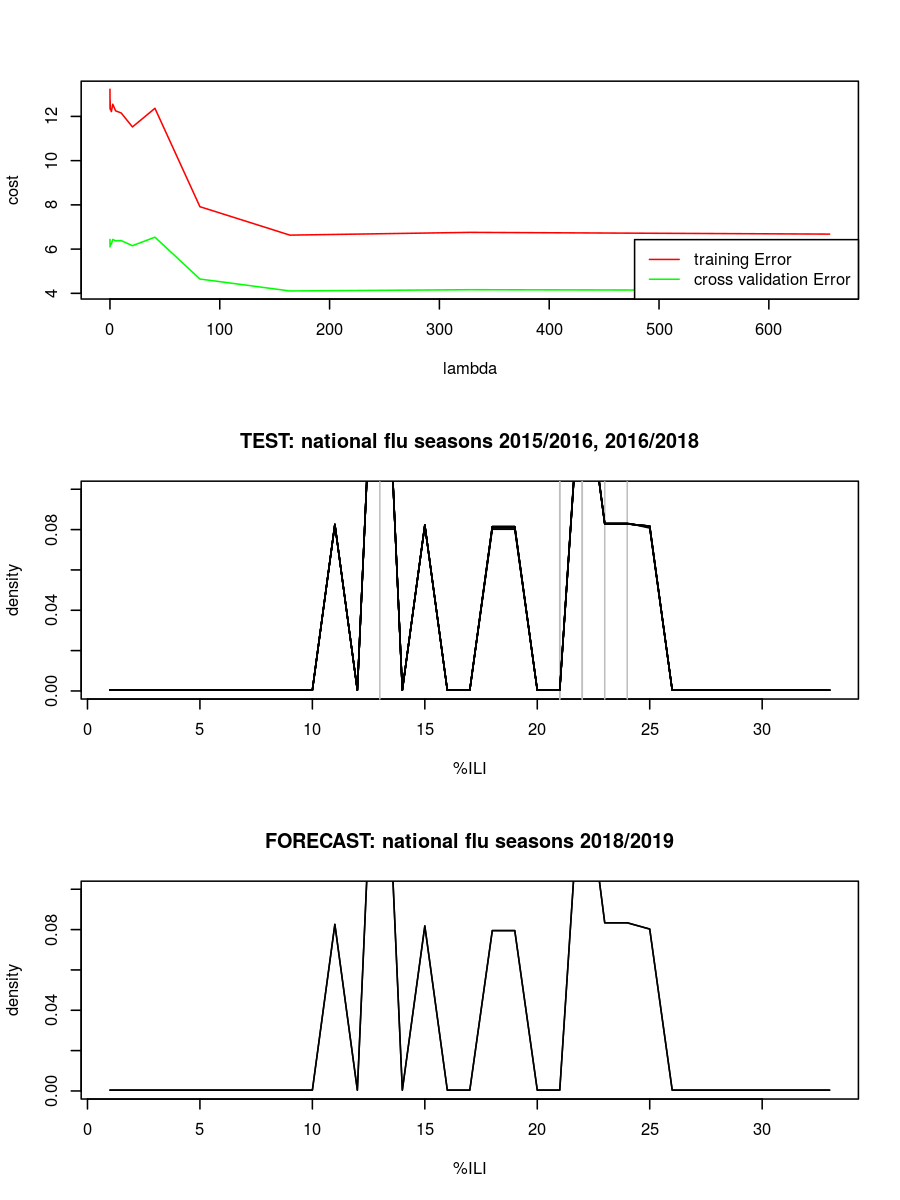 cost
4
6
8
10
12
training Error
cross validation Error
0 100 200 300 400 500 600
lambda
TEST: national flu seasons 2015/2016, 2016/2018
density
0.00
0.04
0.08
0 5 10 15 20 25 30
%ILI
FORECAST: national flu seasons 2018/2019
density
0.00
0.04
0.08
0 5 10 15 20 25 30
%ILI